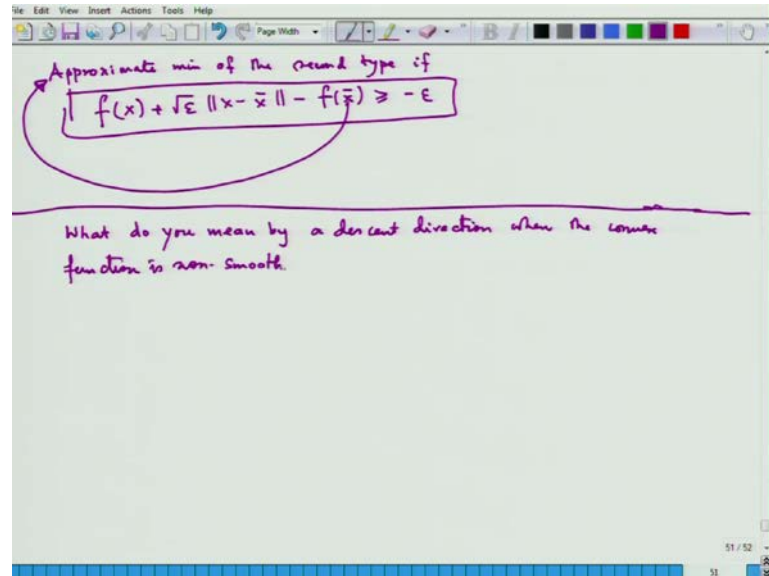 File Edit View Insert Actions Tools Help
Page Width
B I
Approximate min of the second type if
f(x) + √ε ||x - x̄|| - f(x̄) ≥ - ε
What do you mean by a descent direction when the convex
function is non-smooth.
51 / 52
51